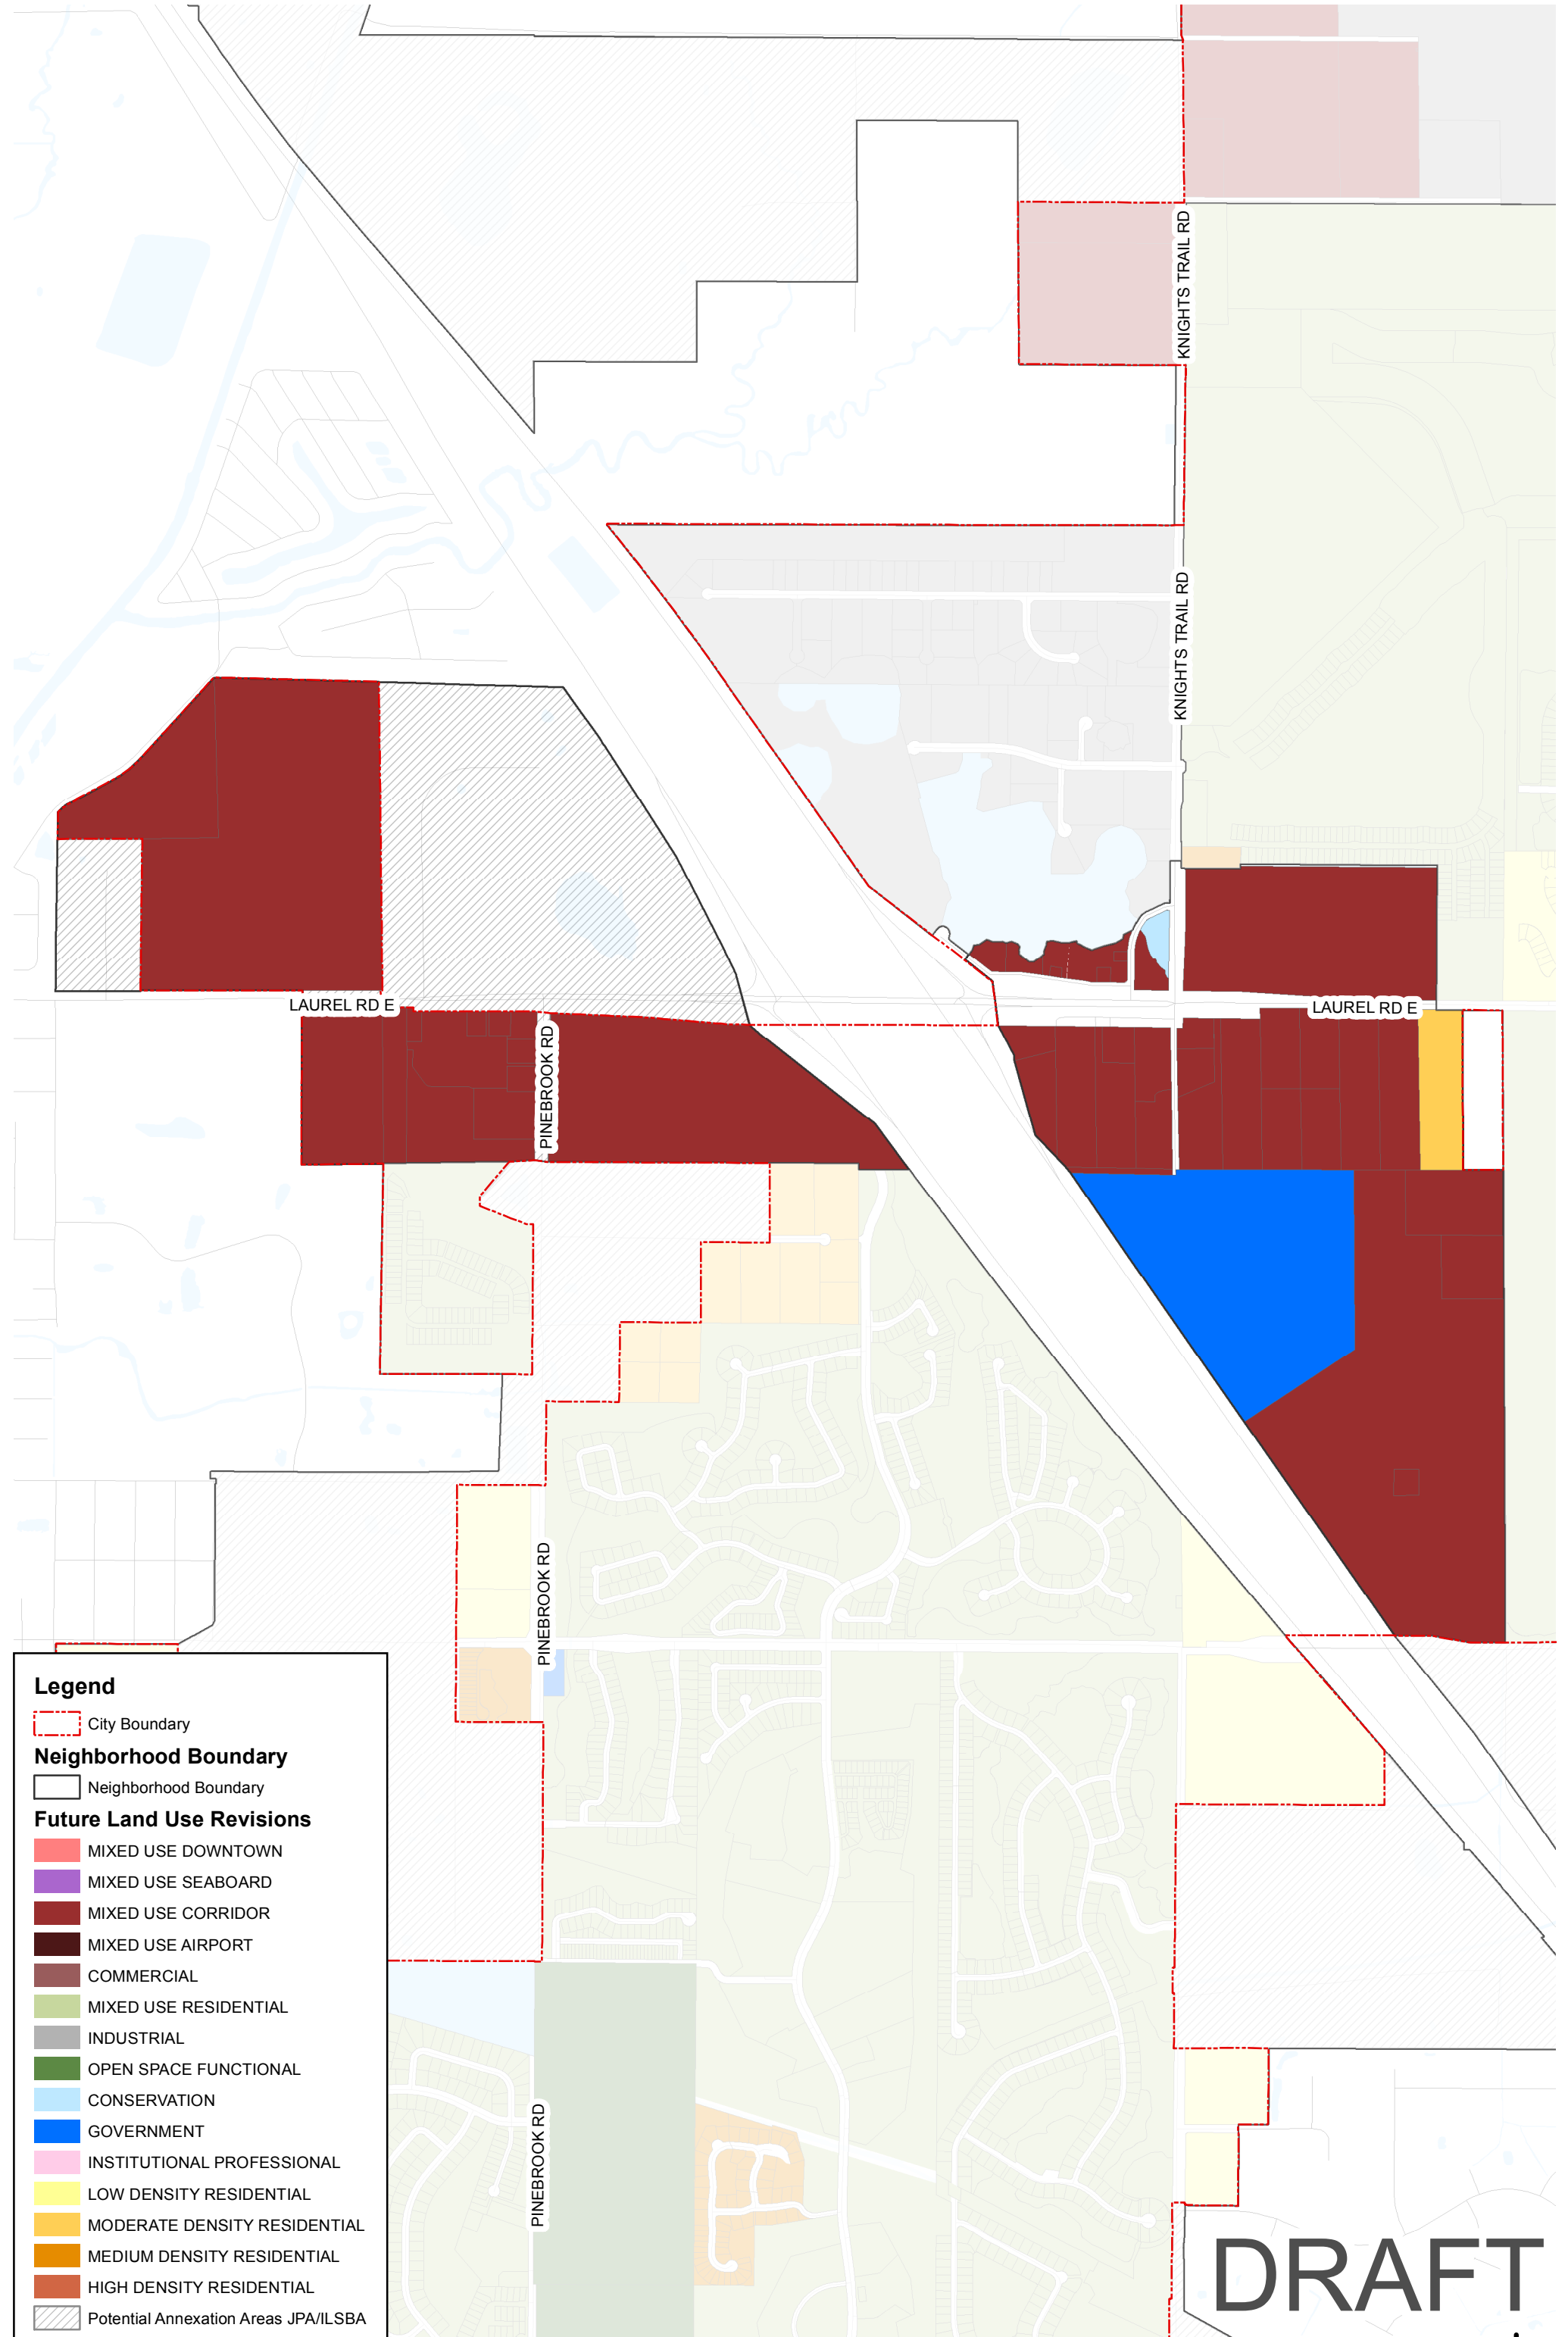 KNIGHTS TRAIL RD
KNIGHTS TRAIL RD
LAUREL RD E
LAUREL RD E
PINEBROOK RD
PINEBROOK RD
PINEBROOK RD
Legend
City Boundary
Neighborhood Boundary
Neighborhood Boundary
Future Land Use Revisions
MIXED USE DOWNTOWN
MIXED USE SEABOARD
MIXED USE CORRIDOR
MIXED USE AIRPORT
COMMERCIAL
MIXED USE RESIDENTIAL
INDUSTRIAL
OPEN SPACE FUNCTIONAL
CONSERVATION
GOVERNMENT
INSTITUTIONAL PROFESSIONAL
LOW DENSITY RESIDENTIAL
MODERATE DENSITY RESIDENTIAL
MEDIUM DENSITY RESIDENTIAL
HIGH DENSITY RESIDENTIAL
Potential Annexation Areas JPA/ILSBA
DRAFT